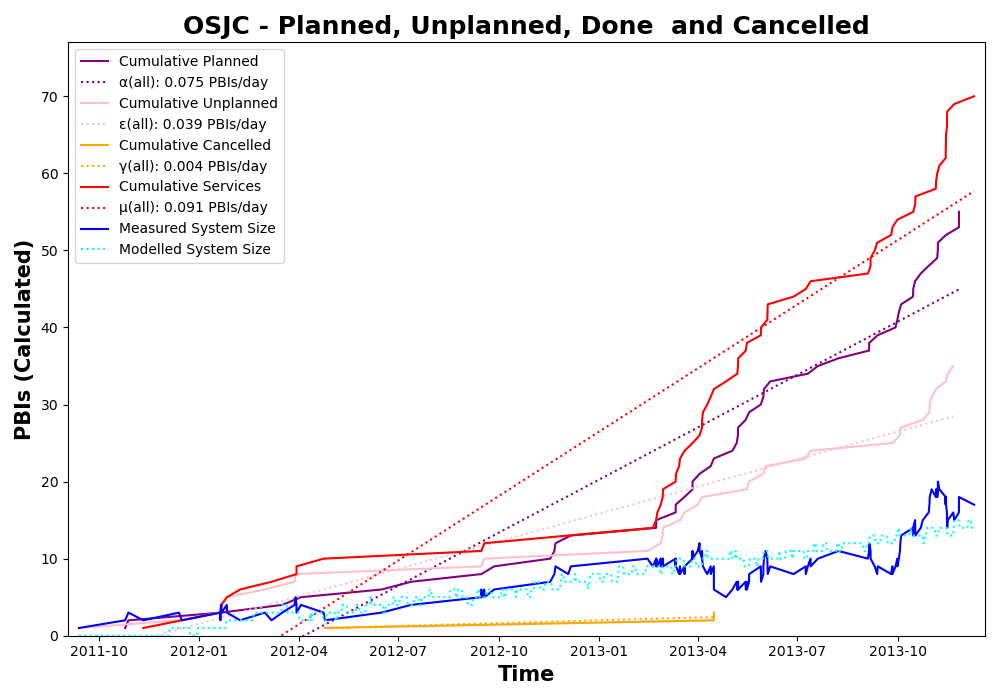 OSJC - Planned, Unplanned, Done  and Cancelled
Cumulative Planned
α(all): 0.075 PBIs/day
Cumulative Unplanned
ε(all): 0.039 PBIs/day
Cumulative Cancelled
γ(all): 0.004 PBIs/day
Cumulative Services
μ(all): 0.091 PBIs/day
Measured System Size
Modelled System Size
PBIs (Calculated)
70
60
50
40
30
20
10
0
2011-10 2012-01 2012-04 2012-07 2012-10 2013-01 2013-04 2013-07 2013-10
Time